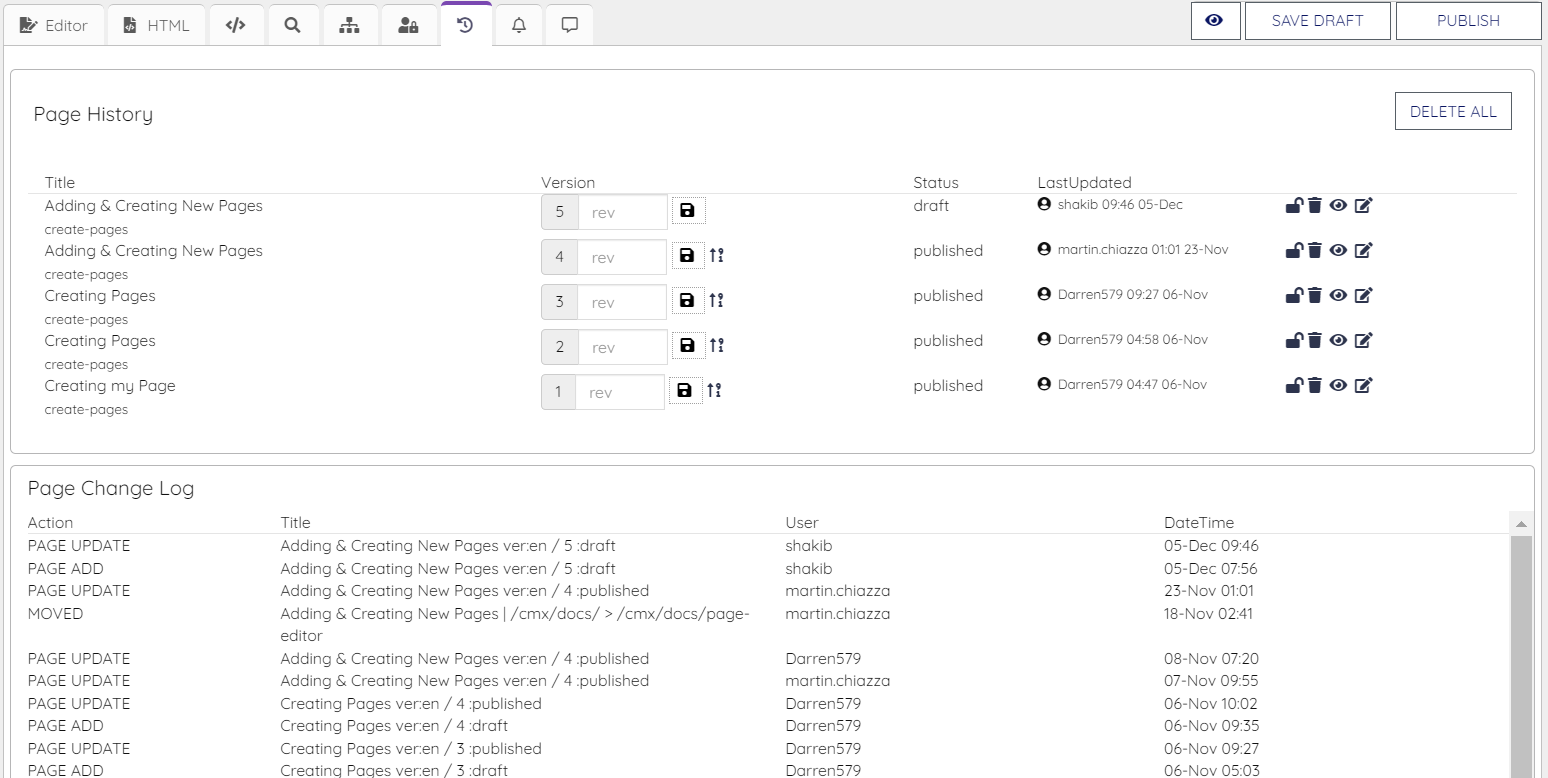 Editor HTML SAVE DRAFT PUBLISH
Page History DELETE ALL
Title Version Status LastUpdated
Adding & Creating New Pages 5 rev draft shakib 09:46 05-Dec
create-pages
Adding & Creating New Pages 4 rev published martin.chiazza 01:01 23-Nov
create-pages
Creating Pages 3 rev published Darren579 09:27 06-Nov
create-pages
Creating Pages 2 rev published Darren579 04:58 06-Nov
create-pages
Creating my Page 1 rev published Darren579 04:47 06-Nov
create-pages
Page Change Log
Action Title User DateTime
PAGE UPDATE Adding & Creating New Pages ver:en / 5 :draft shakib 05-Dec 09:46
PAGE ADD Adding & Creating New Pages ver:en / 5 :draft shakib 05-Dec 07:56
PAGE UPDATE Adding & Creating New Pages ver:en / 4 :published martin.chiazza 23-Nov 01:01
MOVED Adding & Creating New Pages | /cmx/docs/ > /cmx/docs/page- martin.chiazza 18-Nov 02:41
editor
PAGE UPDATE Adding & Creating New Pages ver:en / 4 :published Darren579 08-Nov 07:20
PAGE UPDATE Adding & Creating New Pages ver:en / 4 :published martin.chiazza 07-Nov 09:55
PAGE UPDATE Creating Pages ver:en / 4 :published Darren579 06-Nov 10:02
PAGE ADD Creating Pages ver:en / 4 :draft Darren579 06-Nov 09:35
PAGE UPDATE Creating Pages ver:en / 3 :published Darren579 06-Nov 09:27
PAGE ADD Creating Pages ver:en / 3 :draft Darren579 06-Nov 05:03